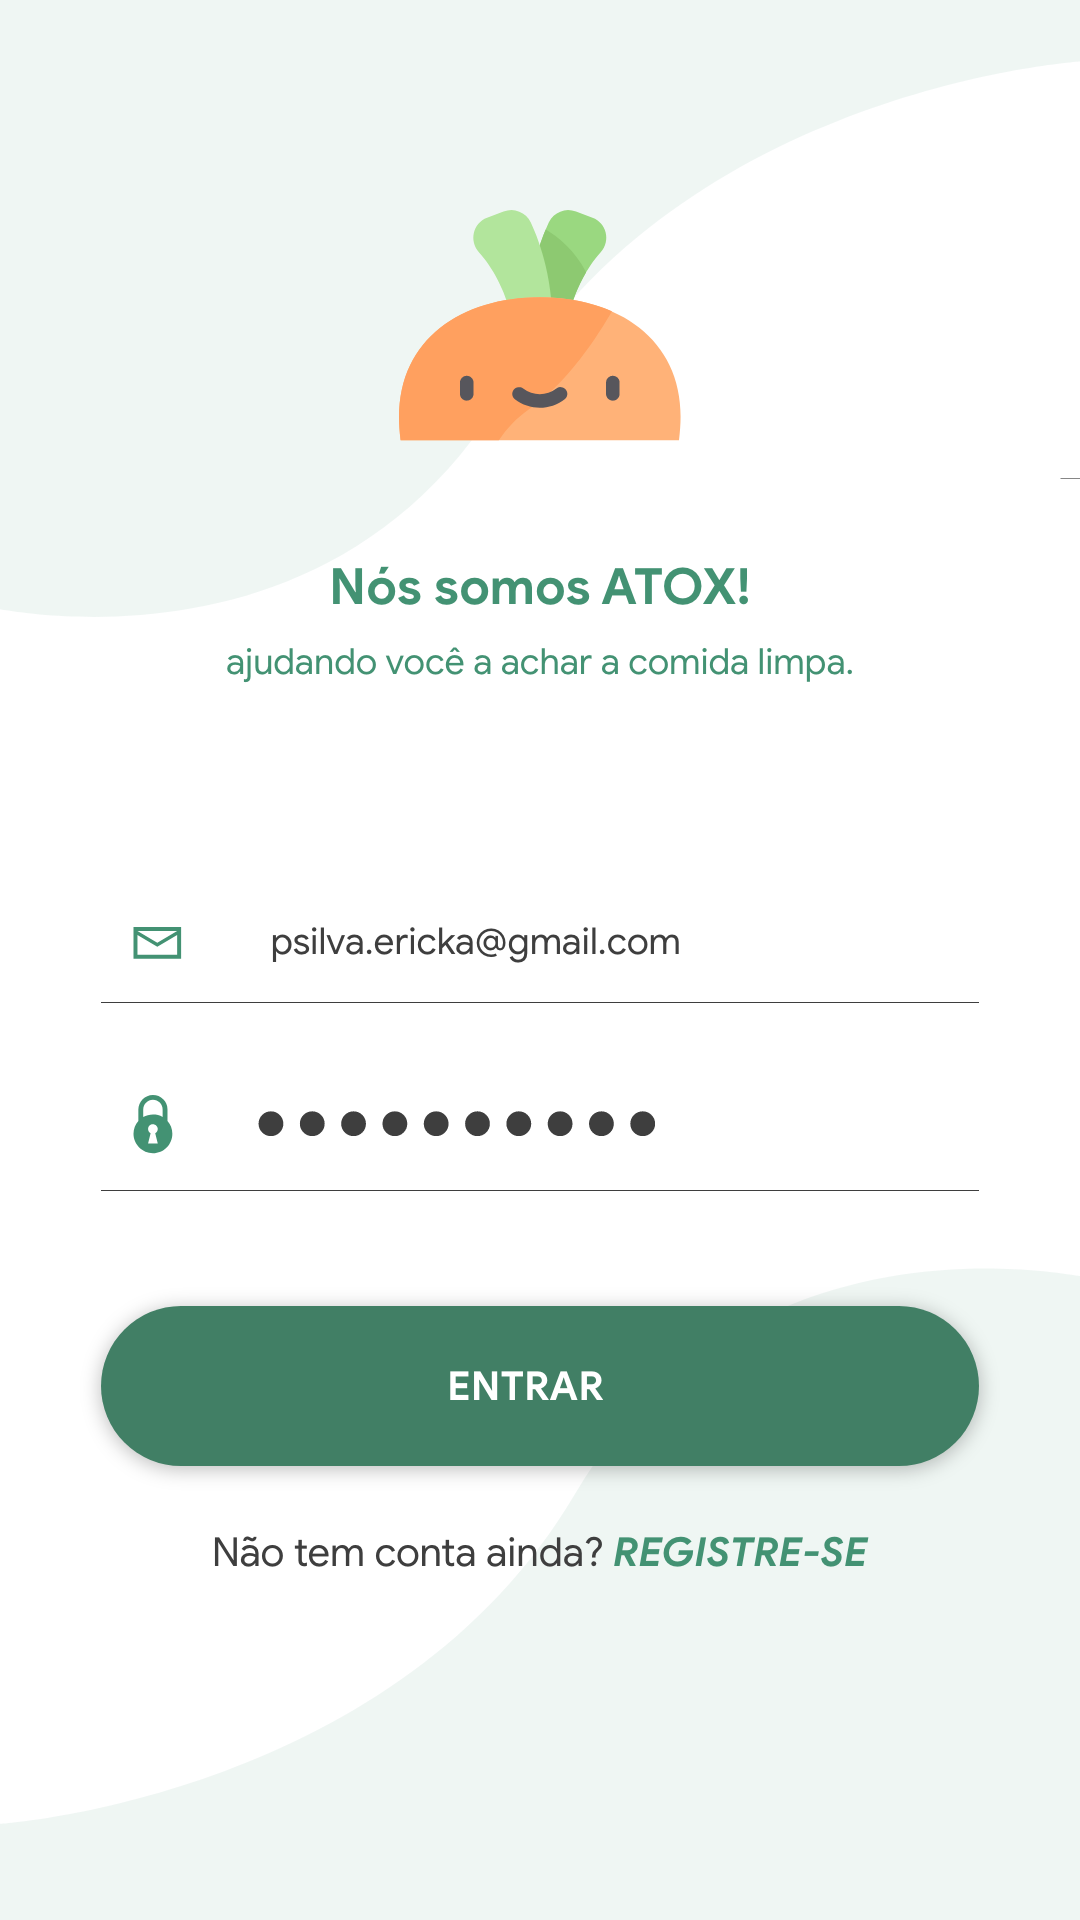 Nós somos ATOX!
ajudando você a achar a comida limpa.
psilva.ericka@gmail.com
●●●●●●●●●●
ENTRAR
Não tem conta ainda? REGISTRE-SE